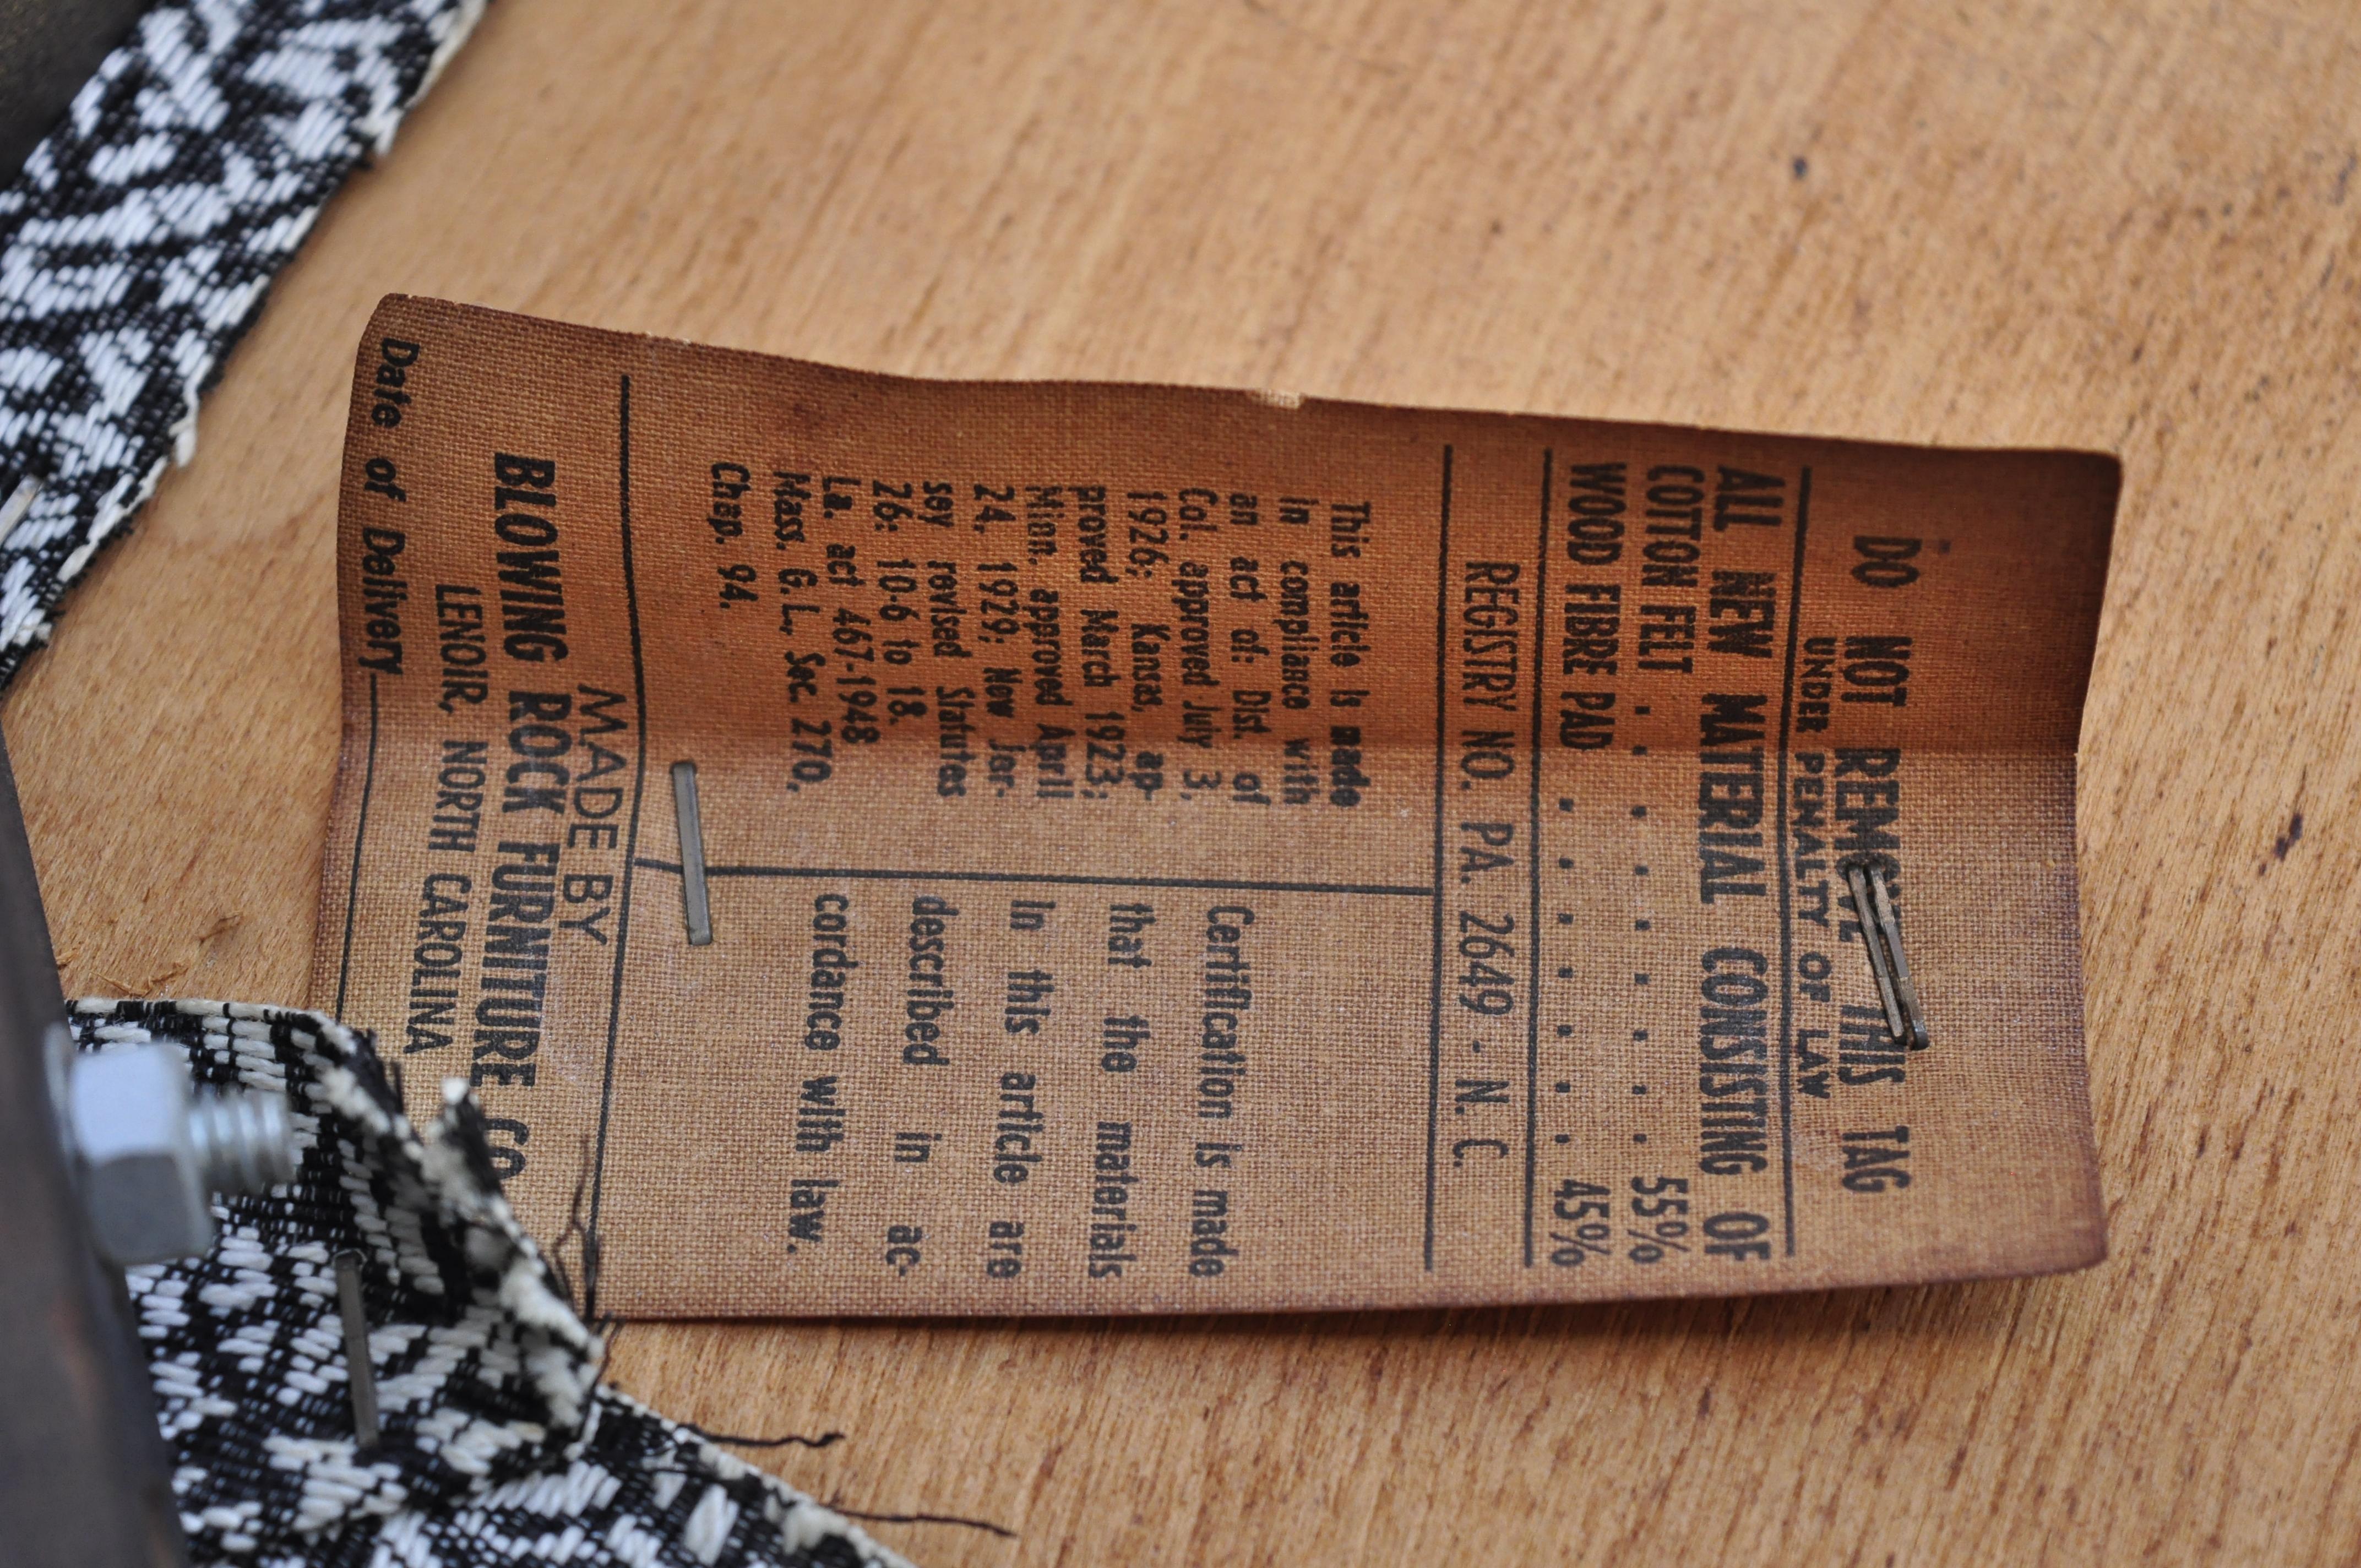 DO NOT REMOVE THIS TAG
UNDER PENALTY OF LAW
ALL NEW MATERIAL CONSISTING OF
COTTON FELT . . . . . . . . 55%
WOOD FIBRE PAD . . . . . . . 45%
REGISTRY NO. PA. 2649 - N. C.
This article is made
in compliance with
an act of: Dist. of
Col. approved July 3,
1926; Kansas, ap-
proved March 1923;
Minn. approved April
24, 1929; New Jer-
sey revised Statutes
26: 10-6 to 18.
La. act 467-1948
Mass. G. L., Sec. 270,
Chap. 94.
Certification is made
that the materials
in this article are
described in ac-
cordance with law.
MADE BY
BLOWING ROCK FURNITURE CO.
LENOIR, NORTH CAROLINA
Date of Delivery